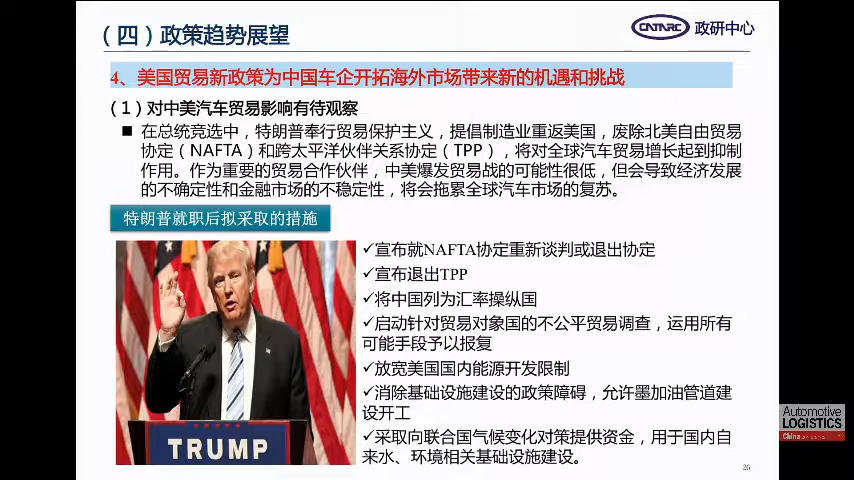 （四）政策趋势展望
CATARC 政研中心
4、美国贸易新政策为中国车企开拓海外市场带来新的机遇和挑战
（1）对中美汽车贸易影响有待观察
■ 在总统竞选中，特朗普奉行贸易保护主义，提倡制造业重返美国，废除北美自由贸易
协定（NAFTA）和跨太平洋伙伴关系协定（TPP），将对全球汽车贸易增长起到抑制
作用。作为重要的贸易合作伙伴，中美爆发贸易战的可能性很低，但会导致经济发展
的不确定性和金融市场的不稳定性，将会拖累全球汽车市场的复苏。
特朗普就职后拟采取的措施
✓宣布就NAFTA协定重新谈判或退出协定
✓宣布退出TPP
✓将中国列为汇率操纵国
✓启动针对贸易对象国的不公平贸易调查，运用所有
可能手段予以报复
✓放宽美国国内能源开发限制
✓消除基础设施建设的政策障碍，允许墨加油管道建
设开工
✓采取向联合国气候变化对策提供资金，用于国内自
来水、环境相关基础设施建设。
TRUMP
Automotive
LOGISTICS
China
26